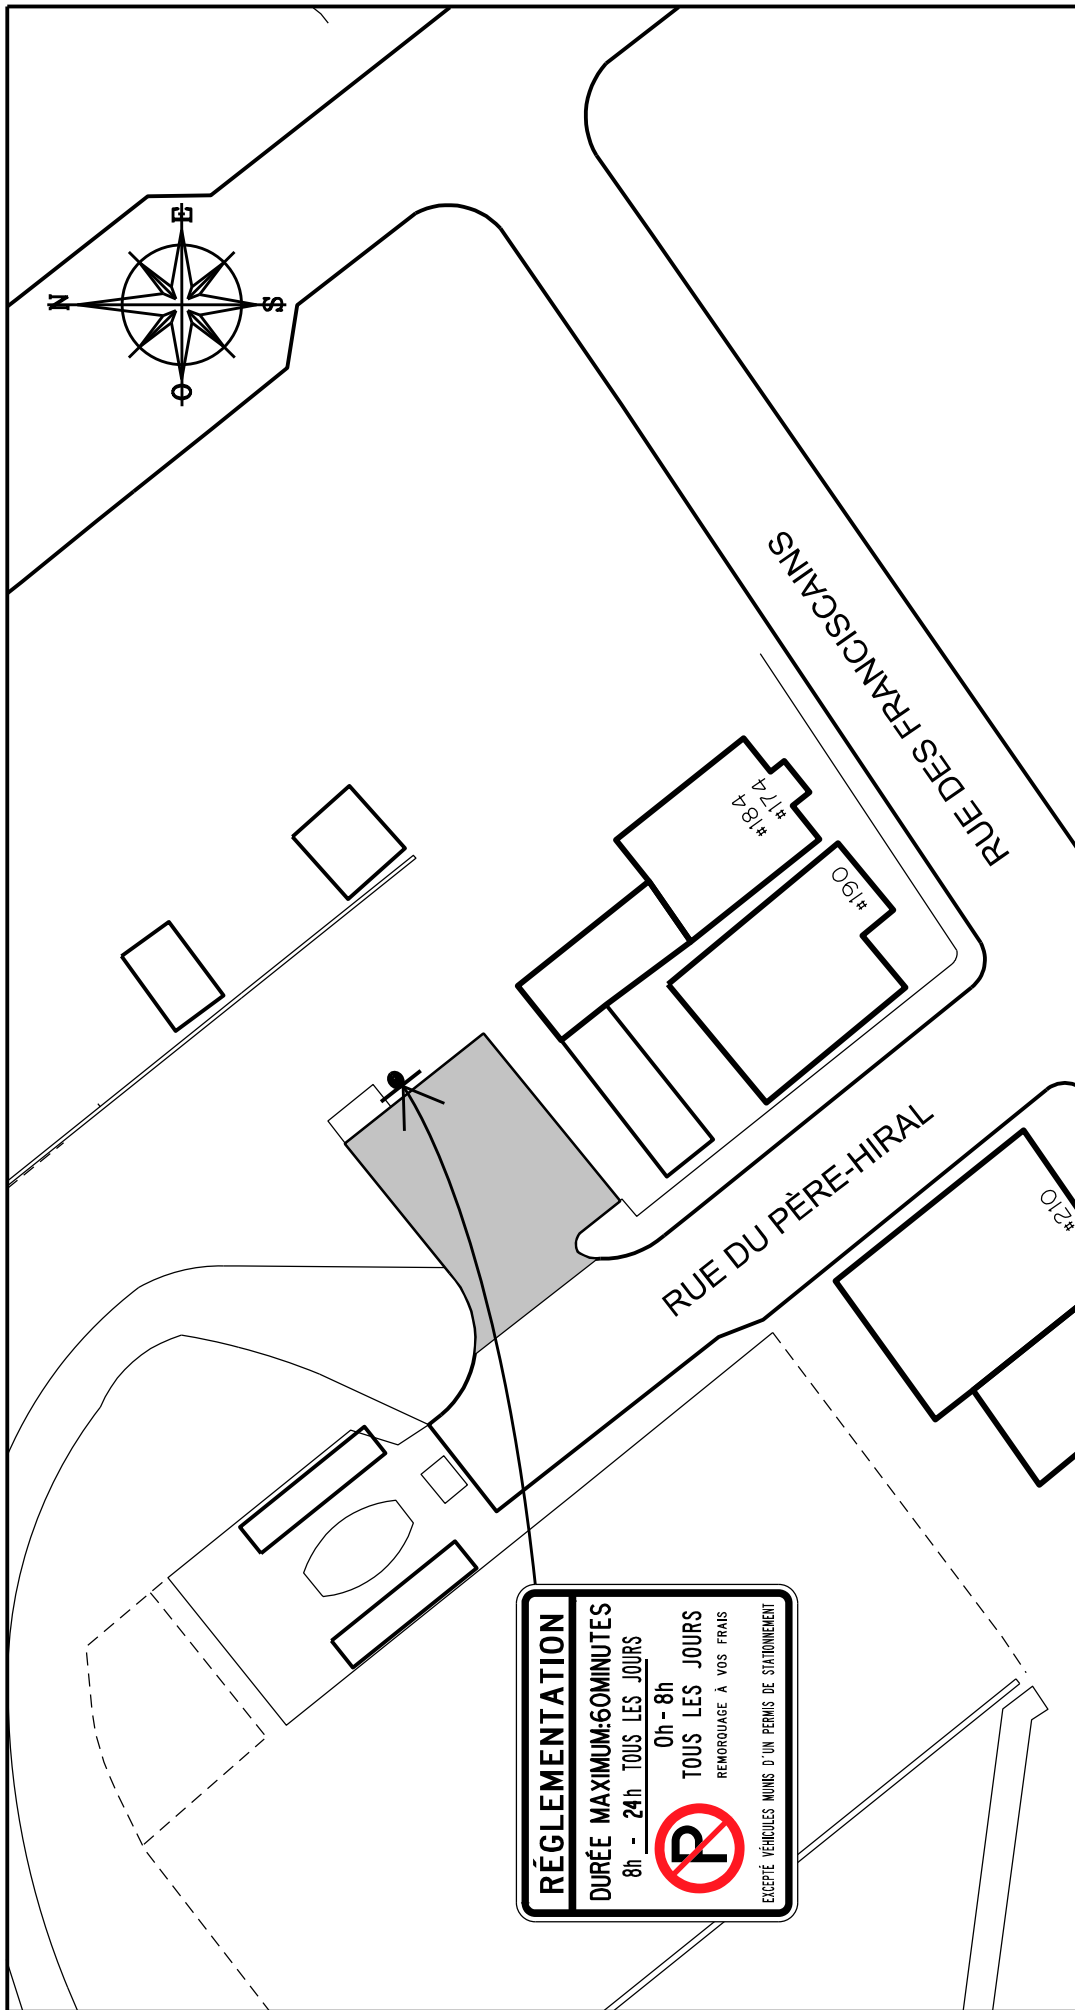 N
E
S
O
RUE DES FRANCISCAINS
#184
#174
#190
RUE DU PÈRE-HIRAL
#210
RÉGLEMENTATION
DURÉE MAXIMUM:60MINUTES
8h - 24h TOUS LES JOURS
P
0h - 8h
TOUS LES JOURS
REMORQUAGE À VOS FRAIS
EXCEPTÉ VÉHICULES MUNIS D'UN PERMIS DE STATIONNEMENT